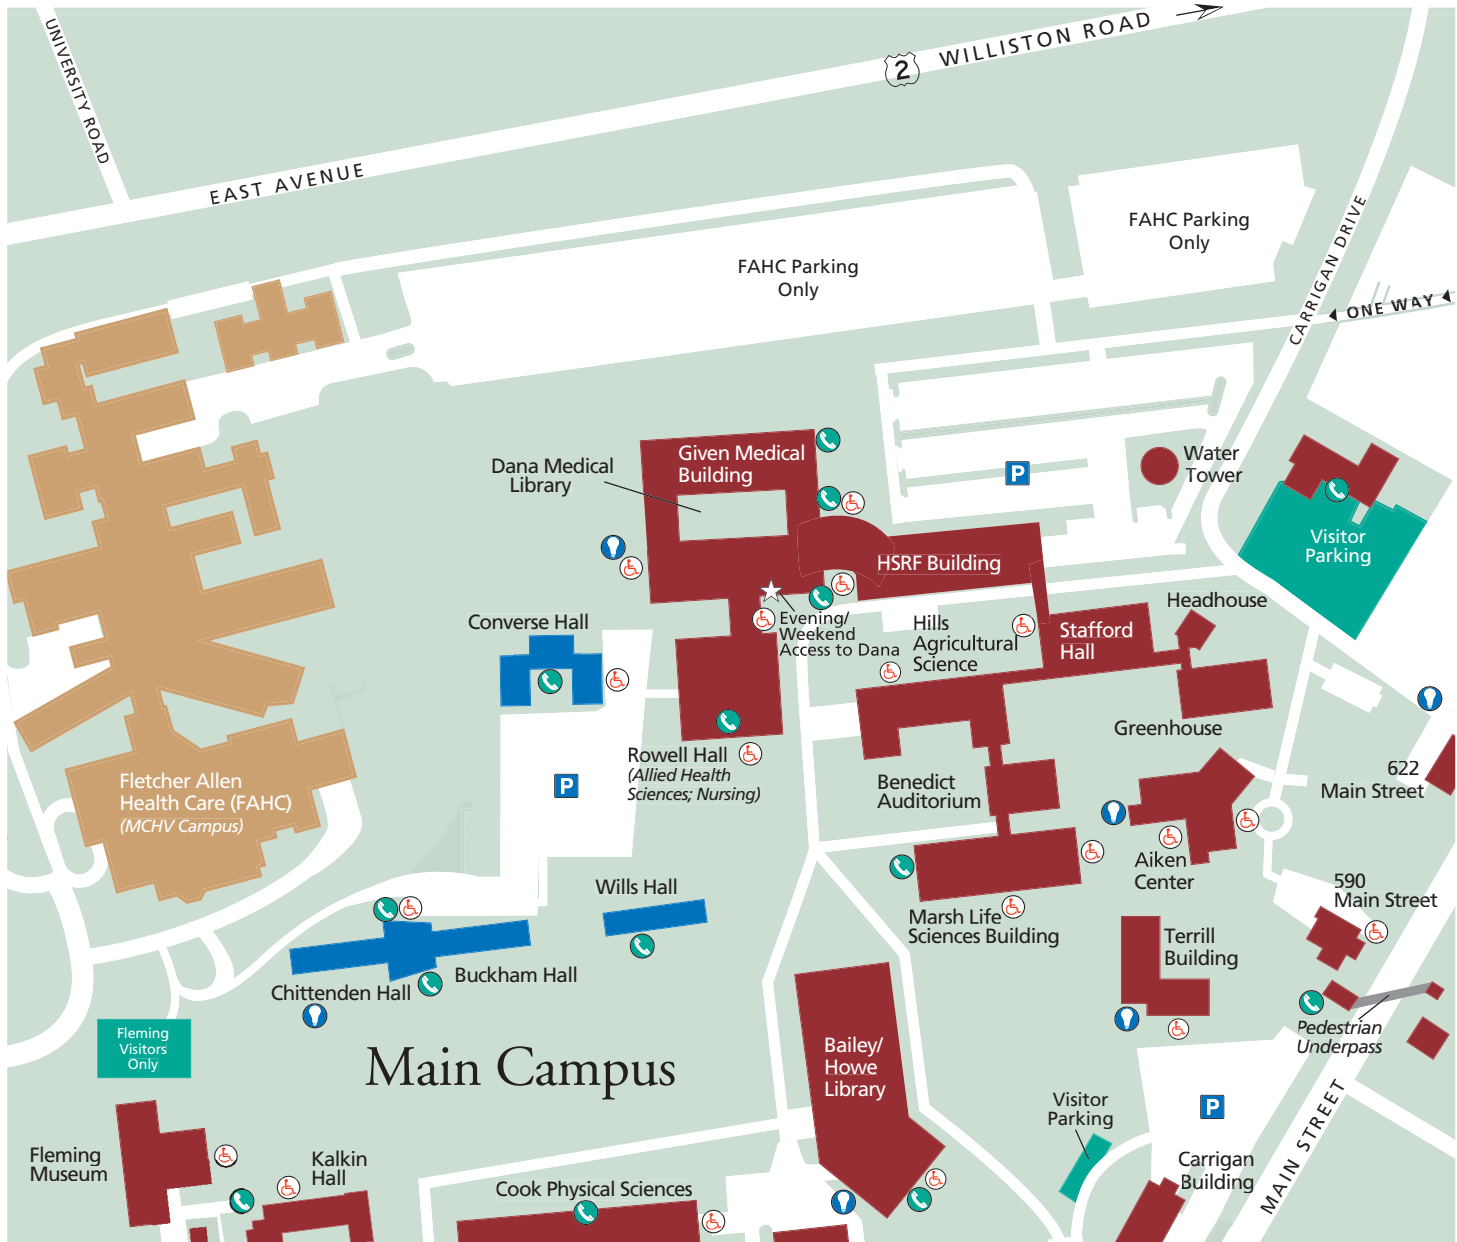 UNIVERSITY ROAD
EAST AVENUE
2
WILLISTON ROAD
CARRIGAN DRIVE
ONE WAY
FAHC Parking
Only
FAHC Parking
Only
Given Medical
Building
Dana Medical
Library
P
Water
Tower
Visitor
Parking
HSRF Building
Converse Hall
Evening/
Weekend
Access to Dana
Hills
Agricultural
Science
Stafford
Hall
Headhouse
Greenhouse
Rowell Hall
(Allied Health
Sciences; Nursing)
P
Fletcher Allen
Health Care (FAHC)
(MCHV Campus)
Benedict
Auditorium
622
Main Street
Aiken
Center
590
Main Street
Wills Hall
Marsh Life
Sciences Building
Terrill
Building
Buckham Hall
Chittenden Hall
Pedestrian
Underpass
Fleming
Visitors
Only
Main Campus
Bailey/
Howe
Library
Visitor
Parking
P
MAIN STREET
Fleming
Museum
Kalkin
Hall
Cook Physical Sciences
Carrigan
Building